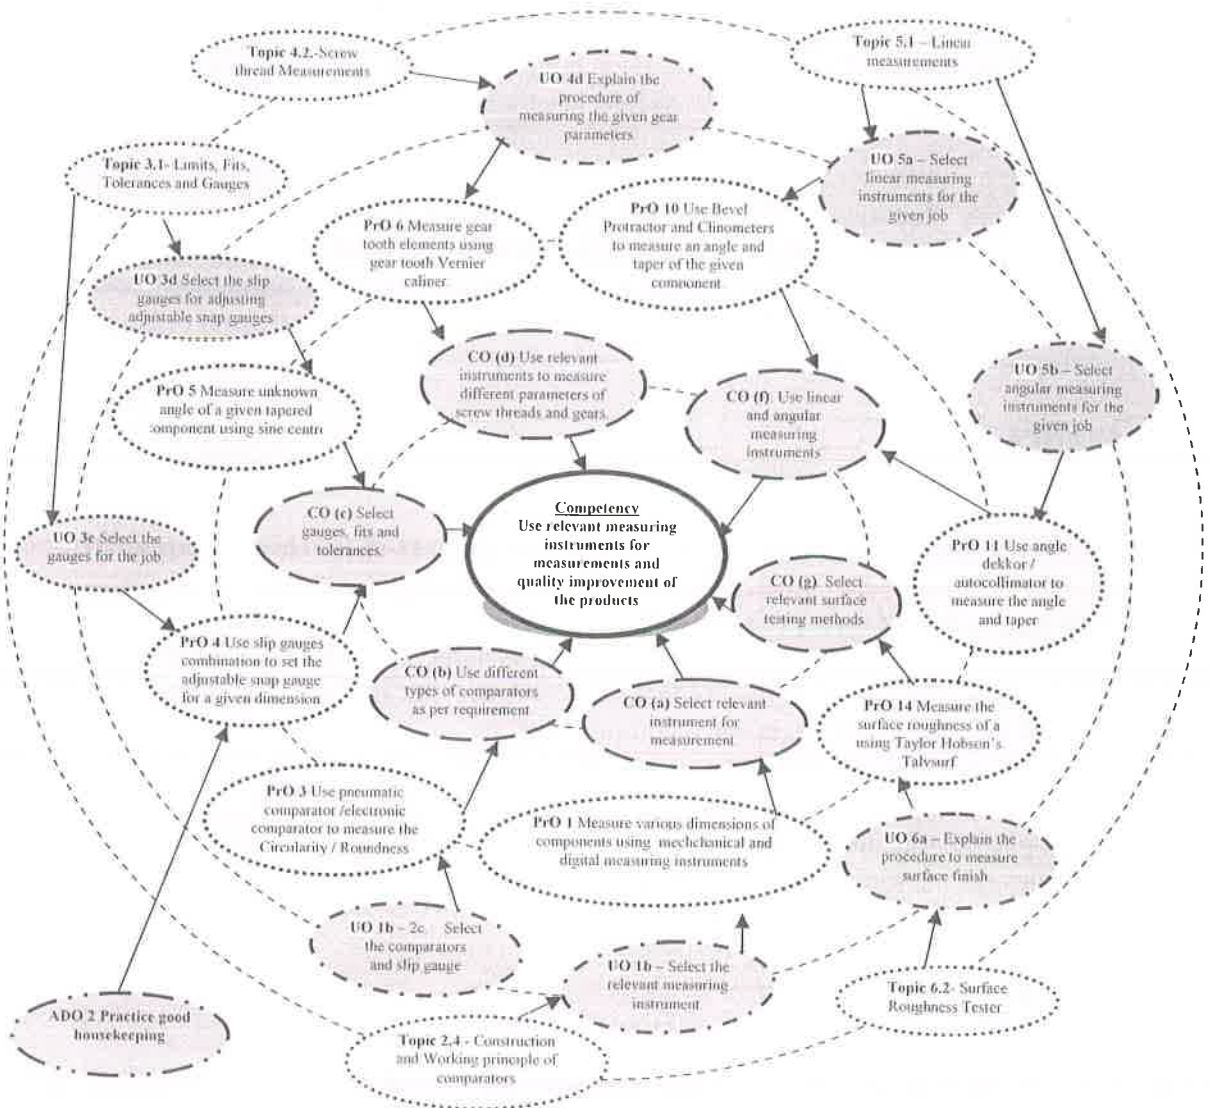 Topic 4.2.-Screw
thread Measurements
Topic 5.1 – Linear
measurements
UO 4d Explain the
procedure of
measuring the given gear
parameters
Topic 3.1- Limits, Fits,
Tolerances and Gauges
UO 5a – Select
linear measuring
instruments for the
given job
PrO 6 Measure gear
tooth elements using
gear tooth Vernier
caliner
PrO 10 Use Bevel
Protractor and Clinometers
to measure an angle and
taper of the given
component
UO 3d Select the slip
gauges for adjusting
adjustable snap gauges
CO (d) Use relevant
instruments to measure
different parameters of
screw threads and gears
CO (f). Use linear
and angular
measuring
instruments
UO 5b – Select
angular measuring
instruments for the
given job
PrO 5 Measure unknown
angle of a given tapered
component using sine centre
CO (c) Select
gauges, fits and
tolerances
Competency
Use relevant measuring
instruments for
measurements and
quality improvement of
the products
UO 3c Select the
gauges for the job
PrO 11 Use angle
dekkor /
autocollimator to
measure the angle
and taper
CO (g). Select
relevant surface
testing methods
PrO 4 Use slip gauges
combination to set the
adjustable snap gauge
for a given dimension
CO (b) Use different
types of comparators
as per requirement
CO (a) Select relevant
instrument for
measurement
PrO 14 Measure the
surface roughness of a
using Taylor Hobson's
Talysurf
PrO 3 Use pneumatic
comparator /electronic
comparator to measure the
Circularity / Roundness
PrO 1 Measure various dimensions of
components using mechchanical and
digital measuring instruments
UO 6a – Explain the
procedure to measure
surface finish
UO 1b – 2c. Select
the comparators
and slip gauge
UO 1b – Select the
relevant measuring
instrument
Topic 6.2- Surface
Roughness Tester
ADO 2 Practice good
housekeeping
Topic 2.4 - Construction
and Working principle of
comparators